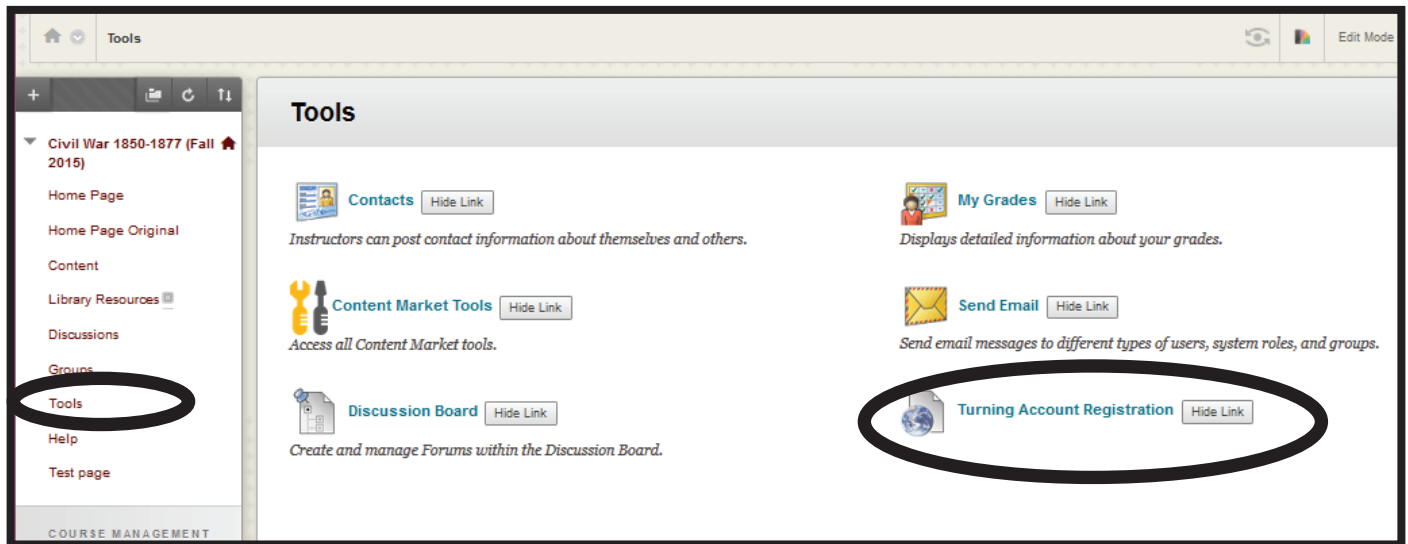 Tools
Edit Mode
Civil War 1850-1877 (Fall
2015)
Home Page
Home Page Original
Content
Library Resources
Discussions
Groups
Tools
Help
Test page
COURSE MANAGEMENT
Tools
Contacts Hide Link
Instructors can post contact information about themselves and others.
My Grades Hide Link
Displays detailed information about your grades.
Content Market Tools Hide Link
Access all Content Market tools.
Send Email Hide Link
Send email messages to different types of users, system roles, and groups.
Discussion Board Hide Link
Create and manage Forums within the Discussion Board.
Turning Account Registration Hide Link